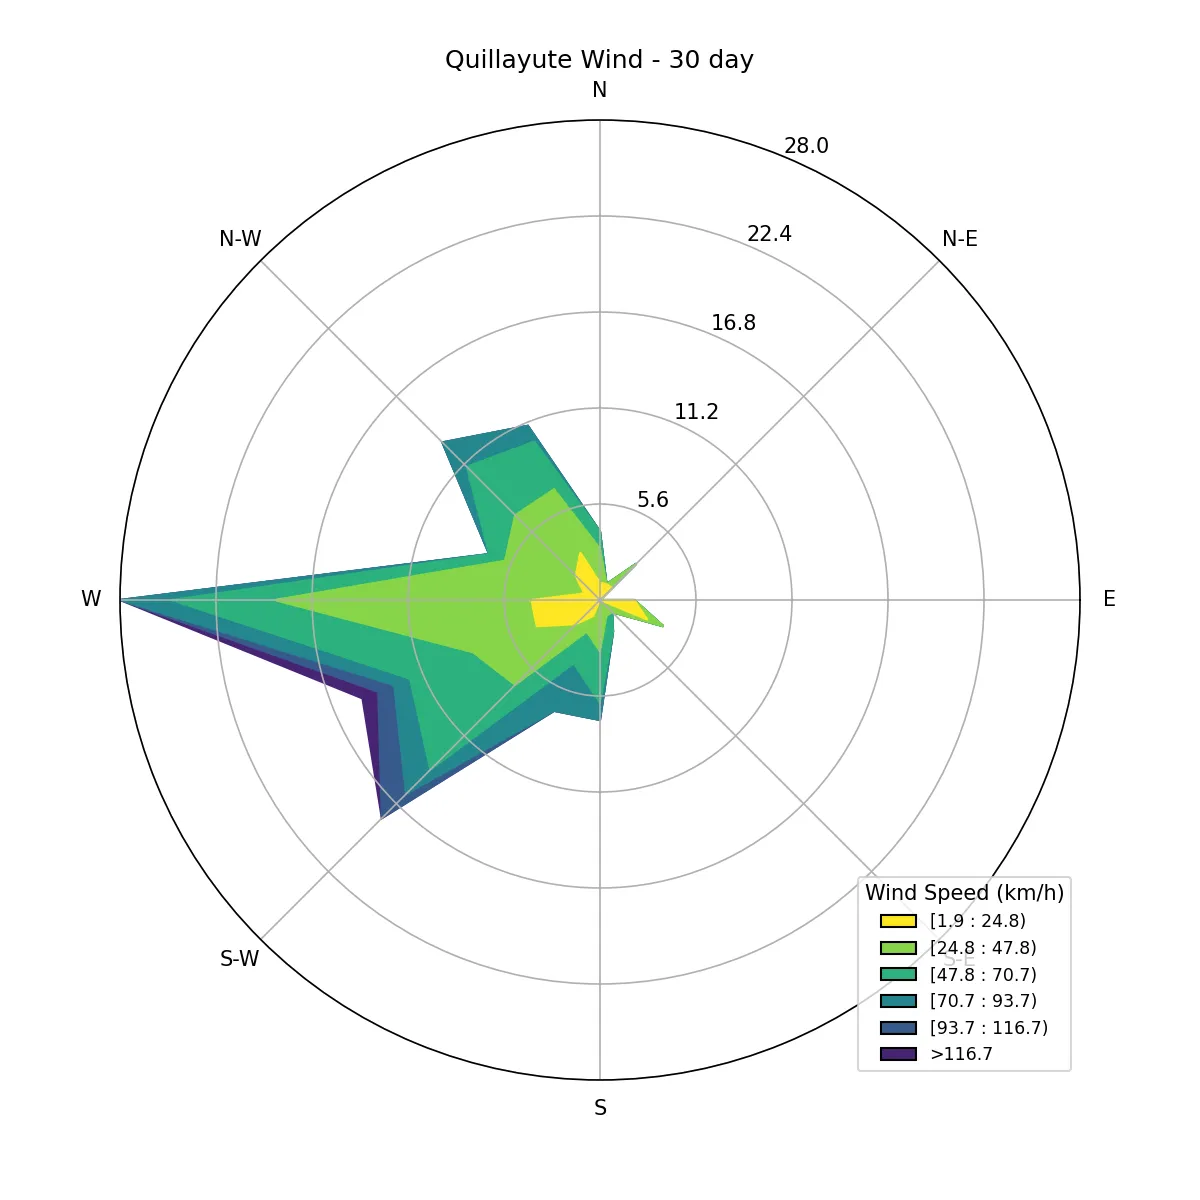 Quillayute Wind - 30 day
N
28.0
N-W
N-E
22.4
16.8
11.2
5.6
W
E
S-W
S-E
S
Wind Speed (km/h)
[1.9 : 24.8)
[24.8 : 47.8)
[47.8 : 70.7)
[70.7 : 93.7)
[93.7 : 116.7)
>116.7